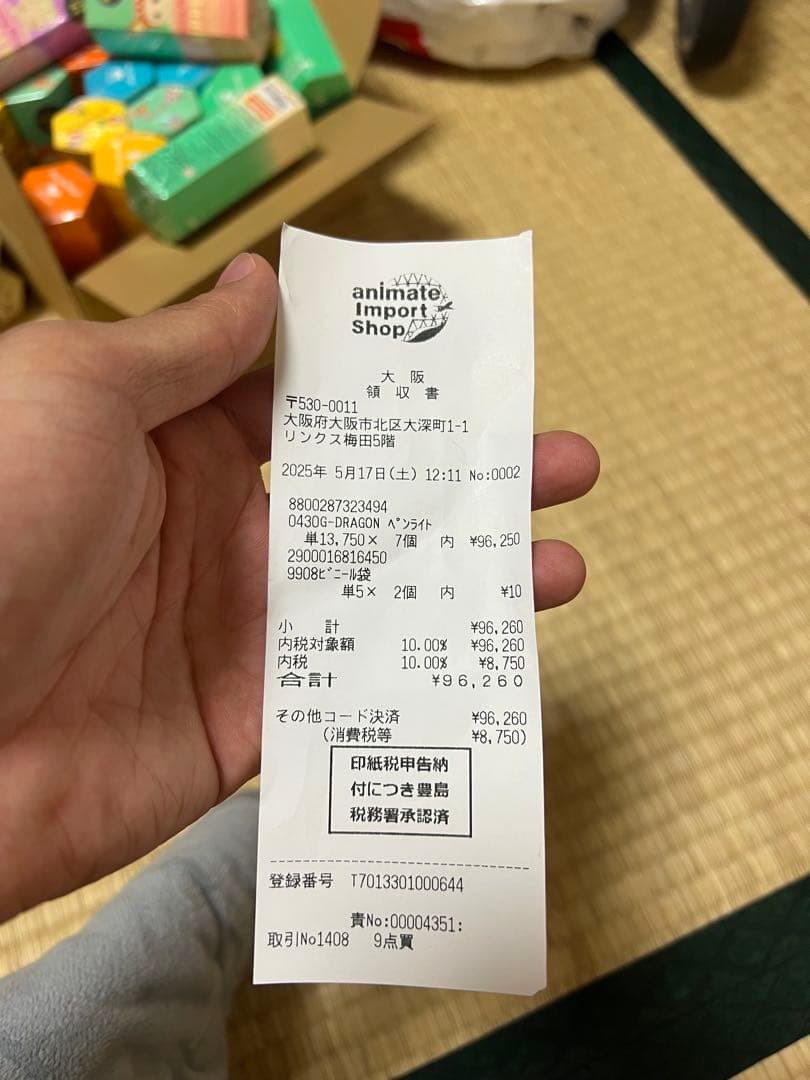 animate
Import
Shop
大阪
領収書
〒530-0011
大阪府大阪市北区大深町1-1
リンクス梅田5階
2025年 5月17日(土) 12:11 No:0002
8800287323494
0430G-DRAGON ﾍﾟﾝﾗｲﾄ
単13,750× 7個 内 ¥96,250
2900016816450
9908ﾋﾞﾆｰﾙ袋
単5× 2個 内 ¥10
小計 ¥96,260
内税対象額 10.00% ¥96,260
内税 10.00% ¥8,750
合計 ¥96,260
その他コード決済 ¥96,260
(消費税等 ¥8,750)
印紙税申告納
付につき豊島
税務署承認済
登録番号 T7013301000644
責No:00004351:
取引No1408 9点買